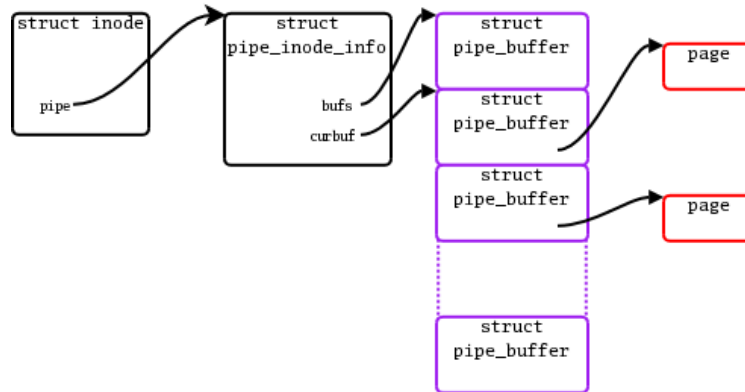 struct inode
pipe
struct
pipe_inode_info
bufs
curbuf
struct
pipe_buffer
struct
pipe_buffer
struct
pipe_buffer
struct
pipe_buffer
page
page